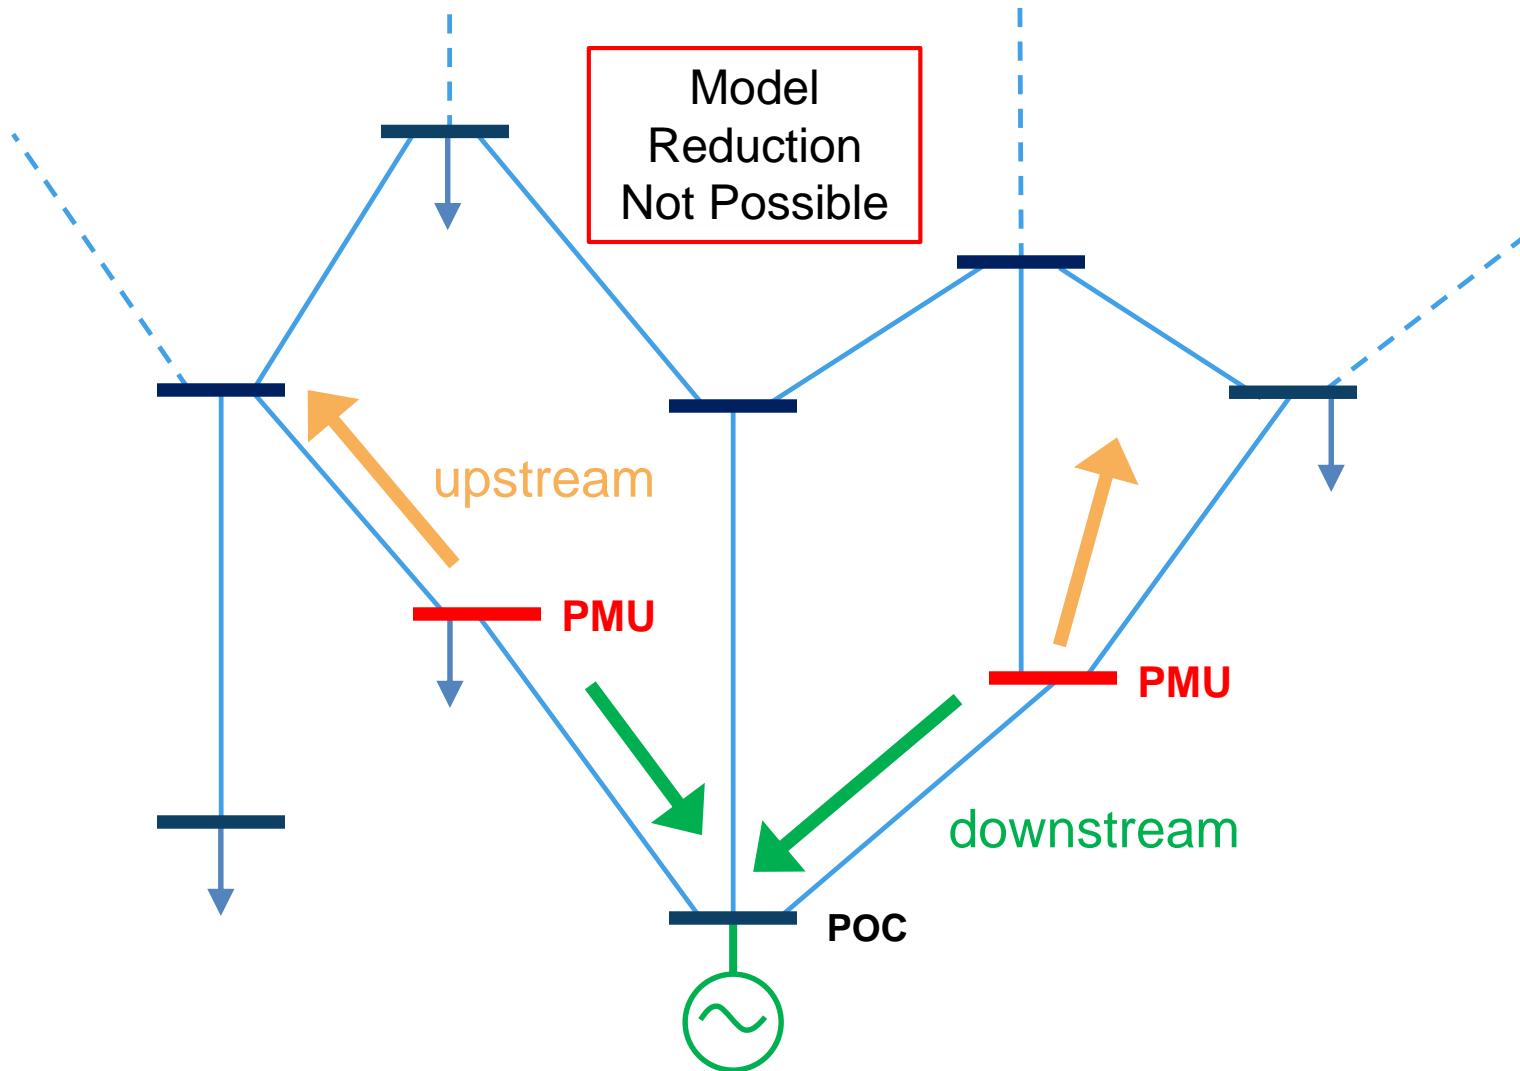 Model
Reduction
Not Possible
upstream
PMU
PMU
downstream
POC